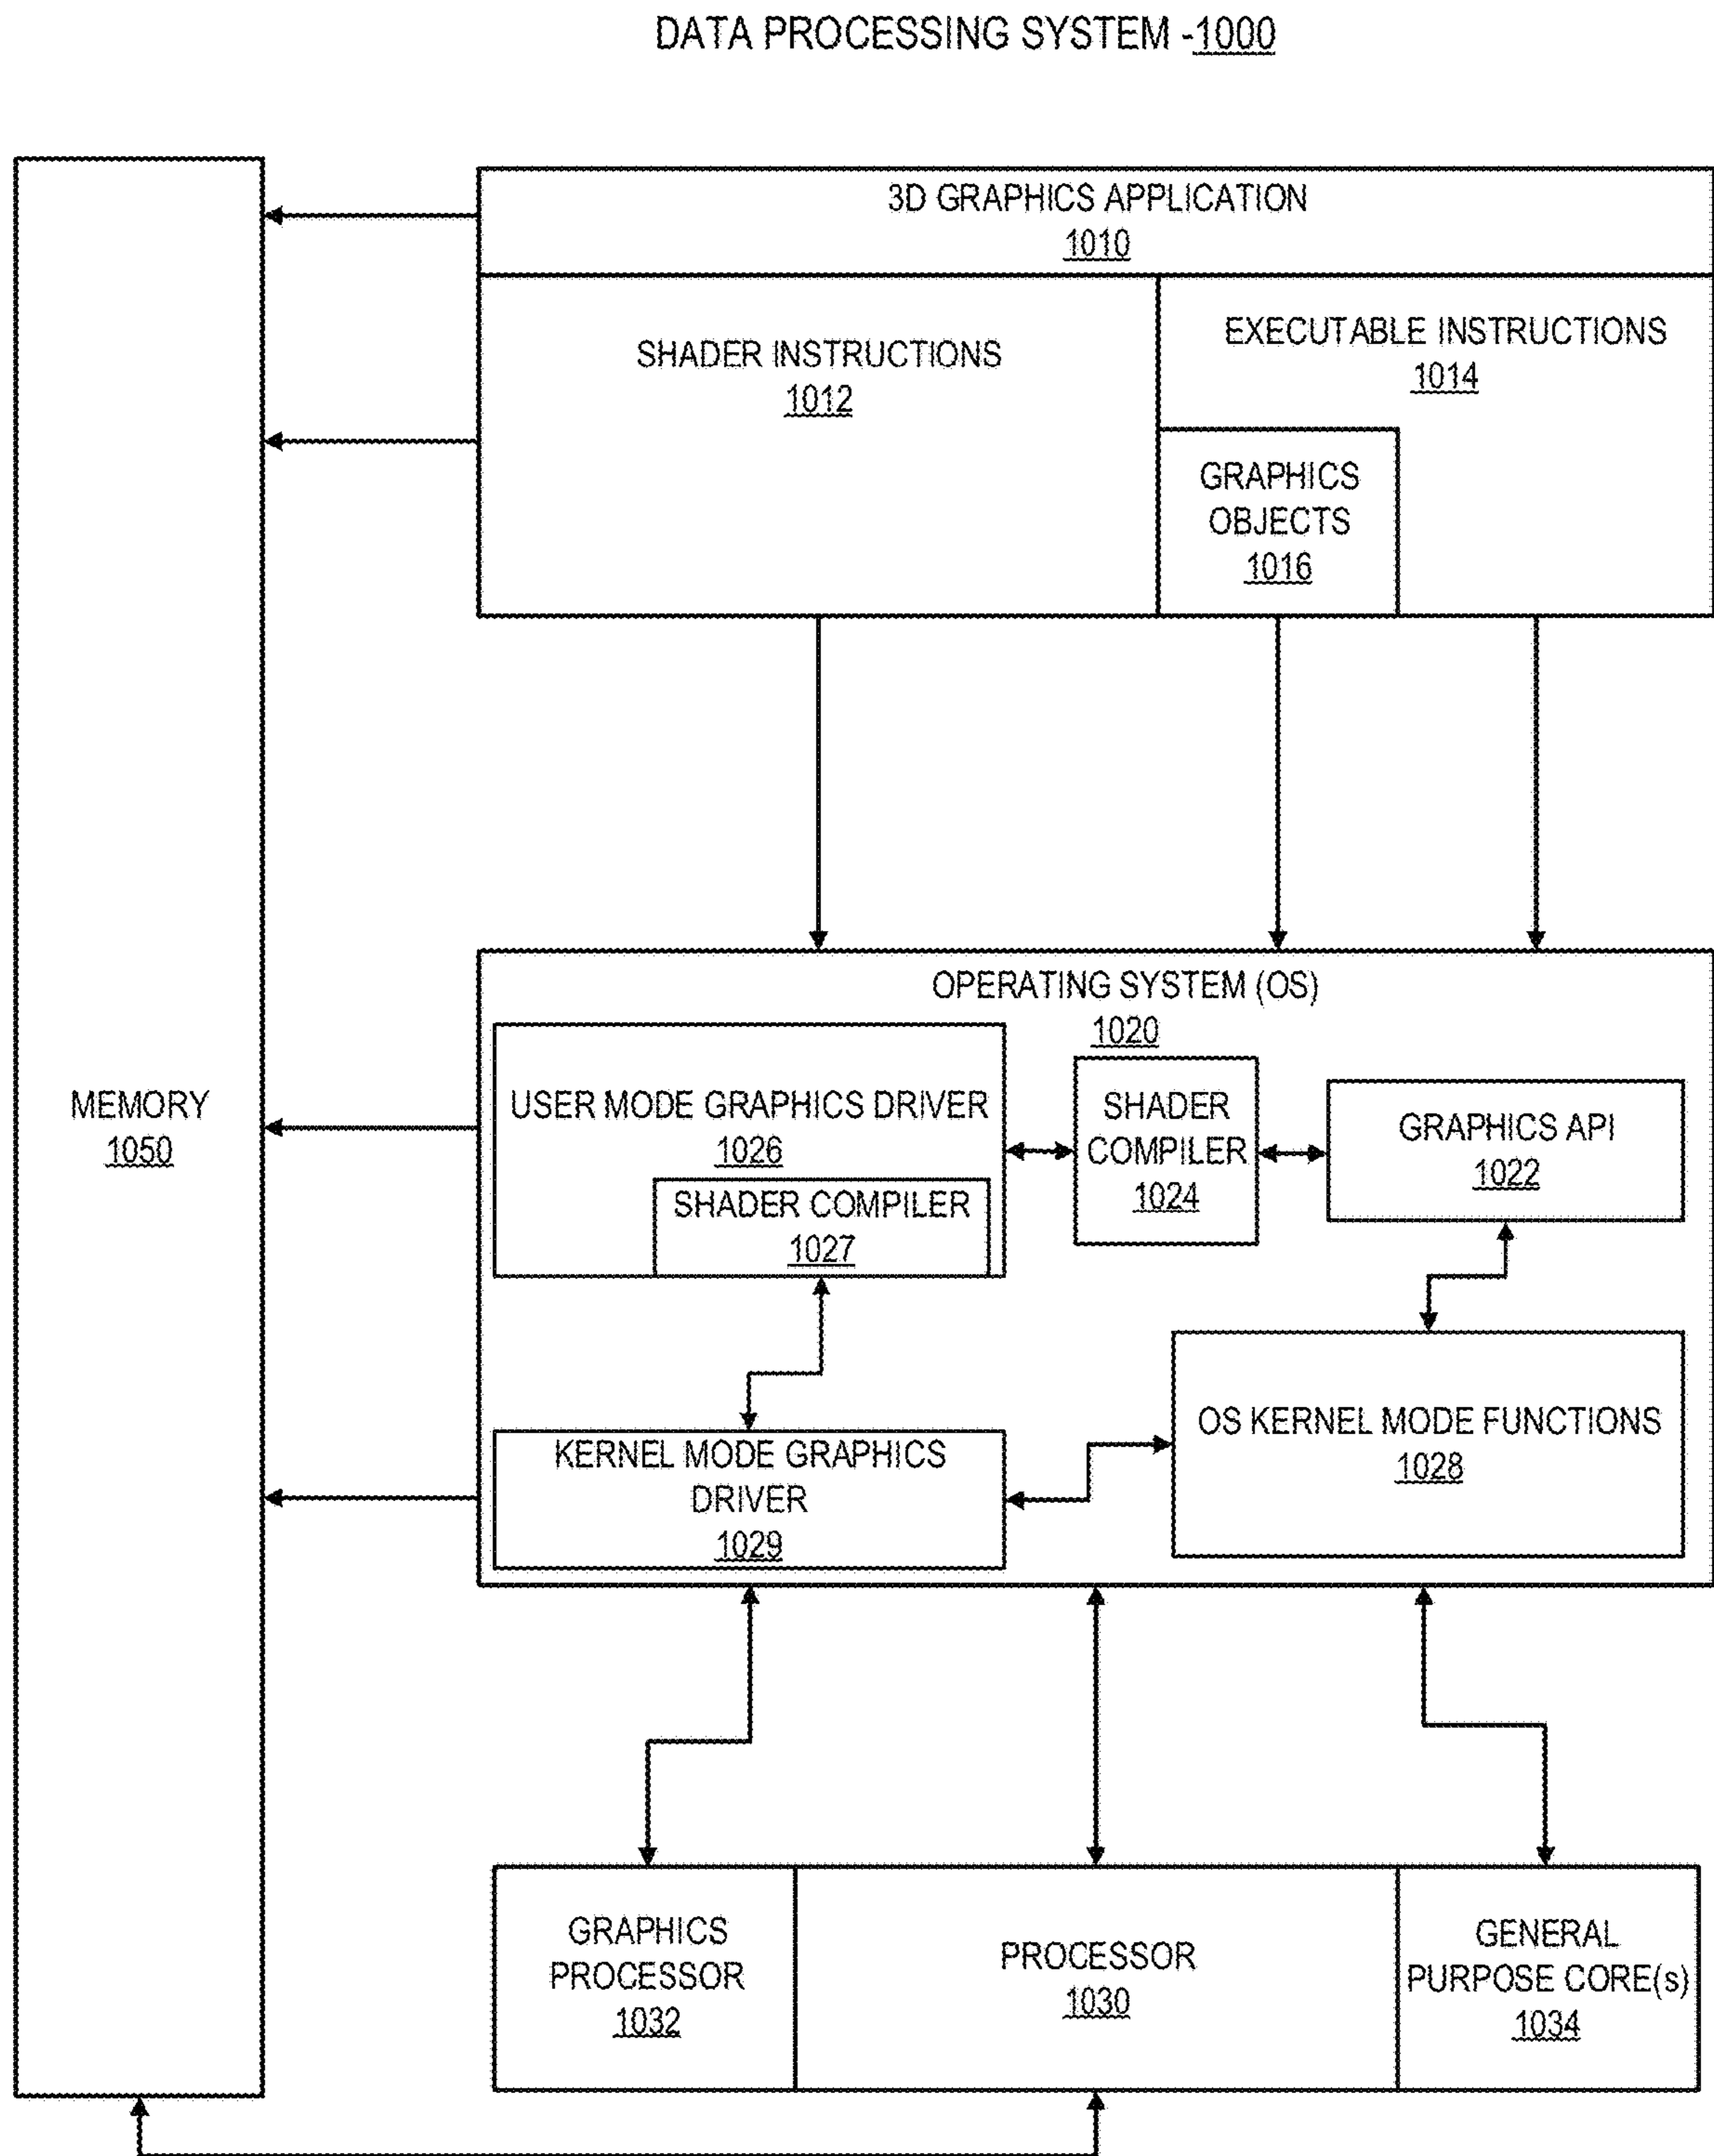 DATA PROCESSING SYSTEM -1000
3D GRAPHICS APPLICATION
1010
SHADER INSTRUCTIONS
1012
EXECUTABLE INSTRUCTIONS
1014
GRAPHICS
OBJECTS
1016
MEMORY
1050
OPERATING SYSTEM (OS)
1020
USER MODE GRAPHICS DRIVER
1026
SHADER COMPILER
1027
SHADER
COMPILER
1024
GRAPHICS API
1022
KERNEL MODE GRAPHICS
DRIVER
1029
OS KERNEL MODE FUNCTIONS
1028
GRAPHICS
PROCESSOR
1032
PROCESSOR
1030
GENERAL
PURPOSE CORE(s)
1034